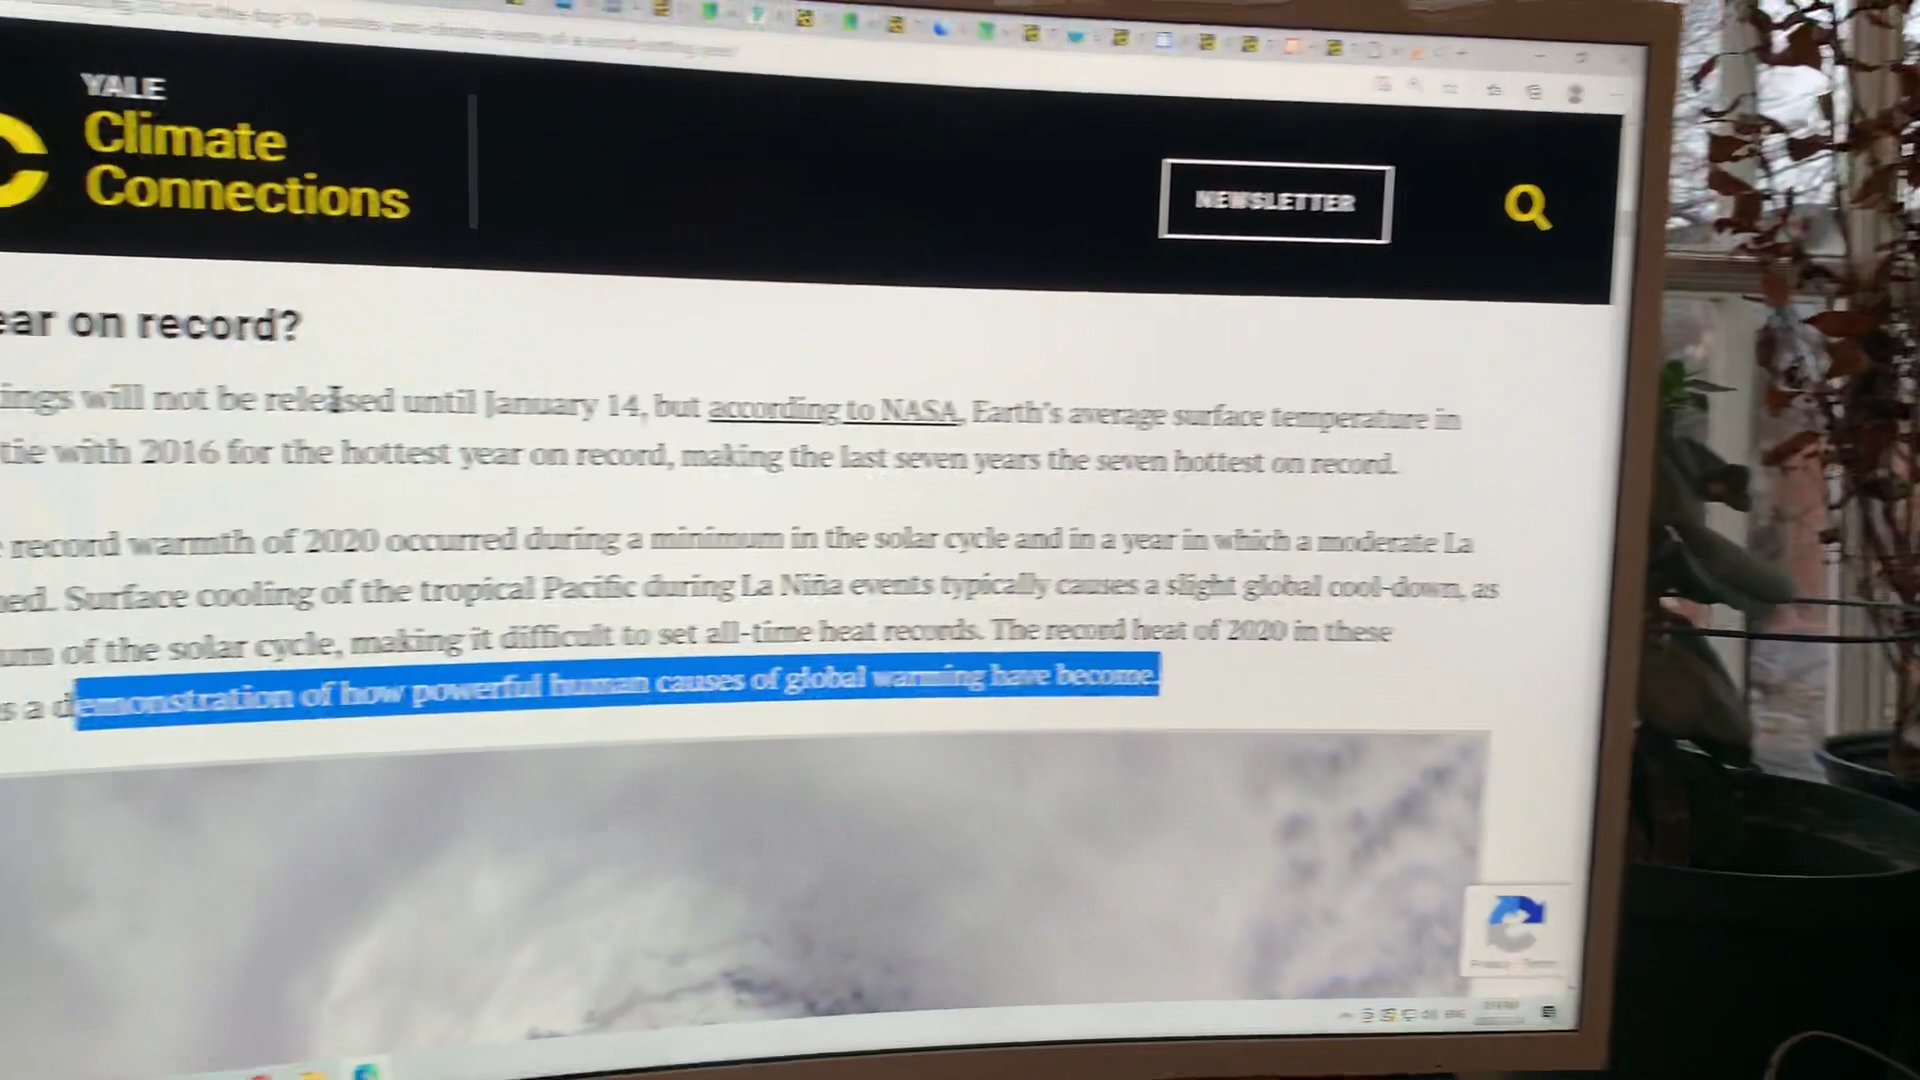 YALE
Climate
Connections
NEWSLETTER
ear on record?
ings will not be released until January 14, but according to NASA, Earth's average surface temperature in
tie with 2016 for the hottest year on record, making the last seven years the seven hottest on record.
record warmth of 2020 occurred during a minimum in the solar cycle and in a year in which a moderate La
ed. Surface cooling of the tropical Pacific during La Niña events typically causes a slight global cool-down, as
um of the solar cycle, making it difficult to set all-time heat records. The record heat of 2020 in these
s a demonstration of how powerful human causes of global warming have become.
Privacy - Terms
ENG